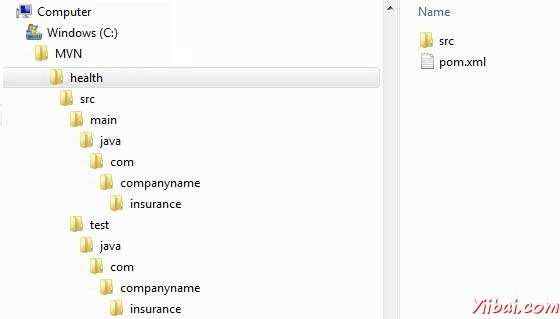 Computer
Windows (C:)
MVN
health
src
main
java
com
companyname
insurance
test
java
com
companyname
insurance
Name
src
pom.xml
Yiibai.com